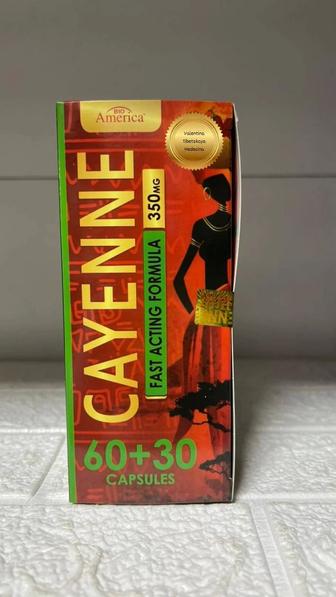 BIO
America®
Valentina
Tibetskaya
Medecina
CAYENNE
350MG
FAST ACTING FORMULA
60+30
CAPSULES